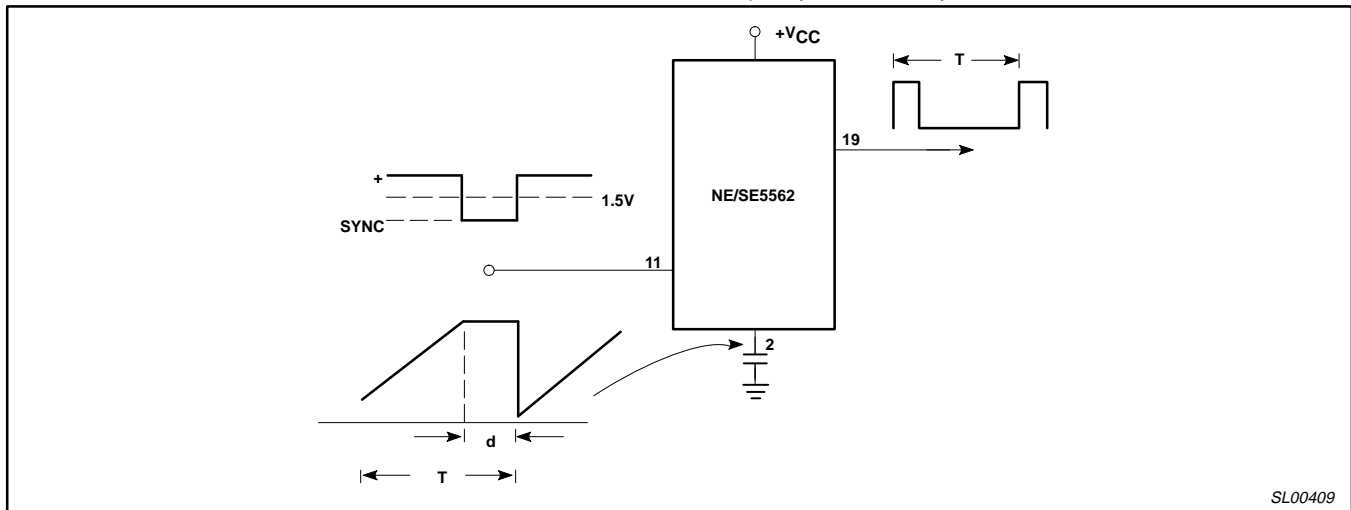 +VCC
T
19
+
1.5V
NE/SE5562
SYNC
11
2
d
T
SL00409